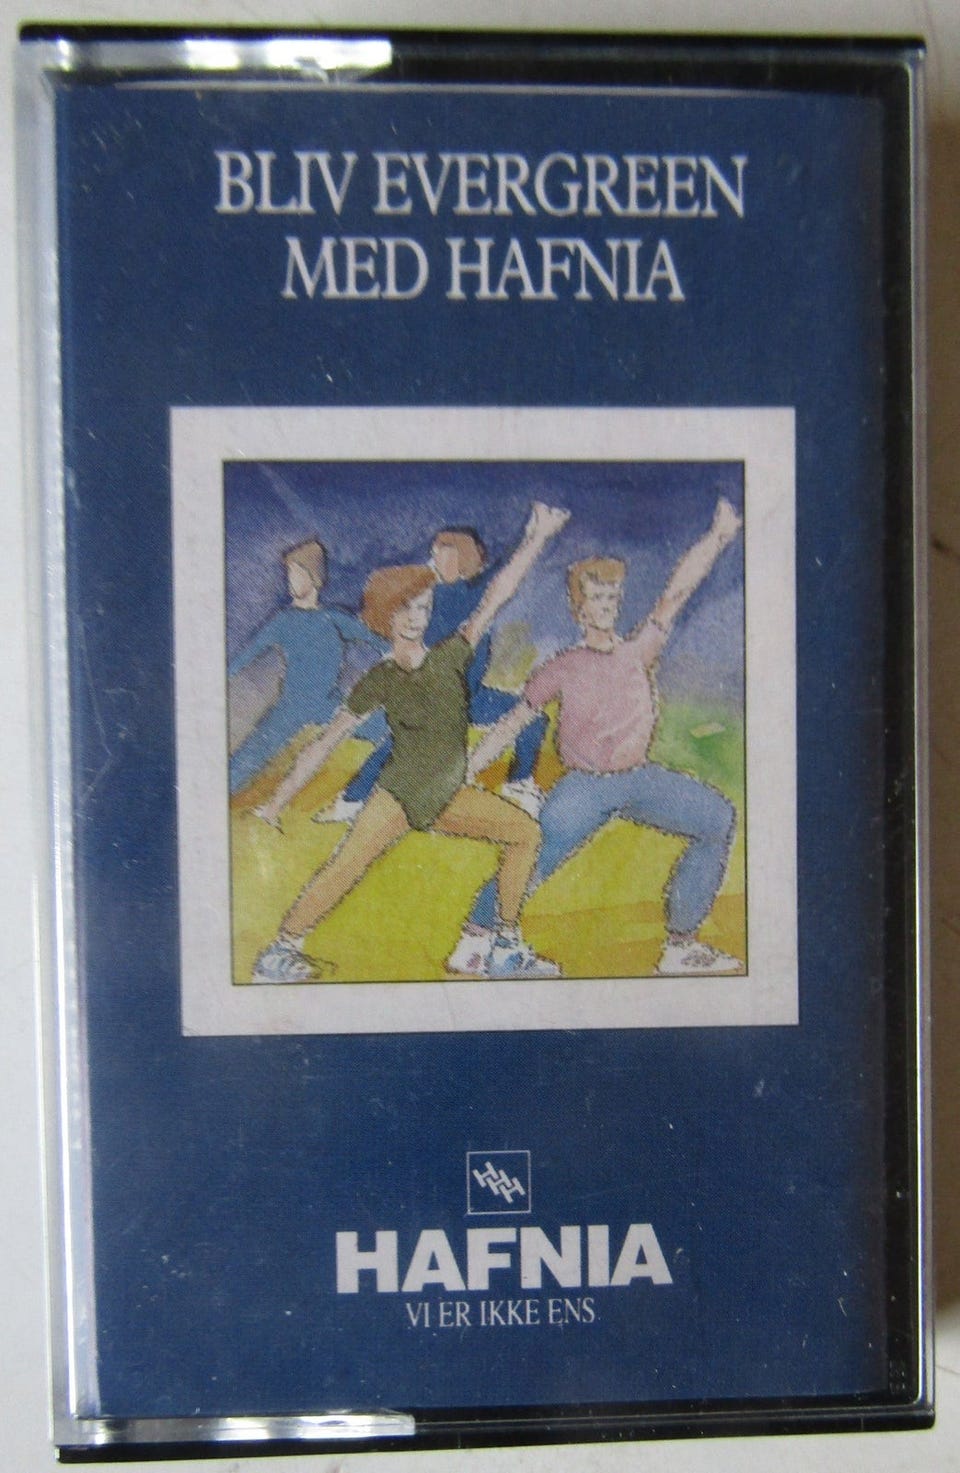 BLIV EVERGREEN
MED HAFNIA
HAFNIA
VI ER IKKE ENS